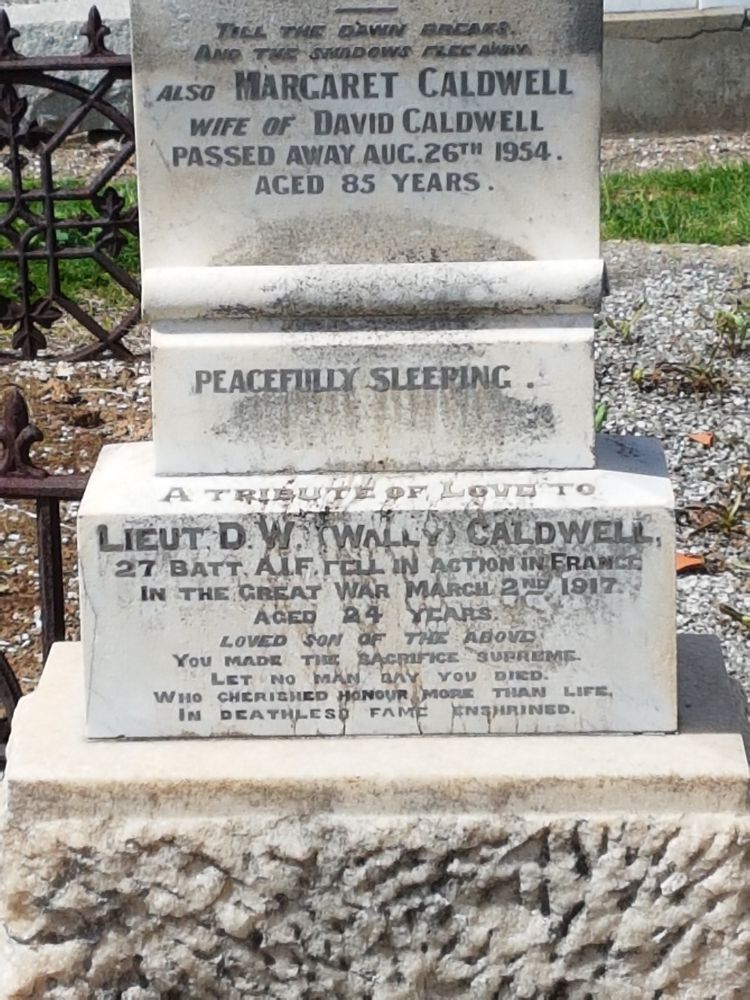 TILL THE DAWN BREAKS.
AND THE SHADOWS FLEE AWAY.
ALSO MARGARET CALDWELL
WIFE OF DAVID CALDWELL
PASSED AWAY AUG. 26TH 1954.
AGED 85 YEARS.
PEACEFULLY SLEEPING.
A TRIBUTE OF LOVE TO
LIEUT. D. W. (WALLY) CALDWELL,
27 BATT. A.I.F. FELL IN ACTION IN FRANCE
IN THE GREAT WAR MARCH 2ND 1917.
AGED 24 YEARS.
LOVED SON OF THE ABOVE
YOU MADE THE SACRIFICE SUPREME.
LET NO MAN SAY YOU DIED.
WHO CHERISHED HONOUR MORE THAN LIFE,
IN DEATHLESS FAME ENSHRINED.